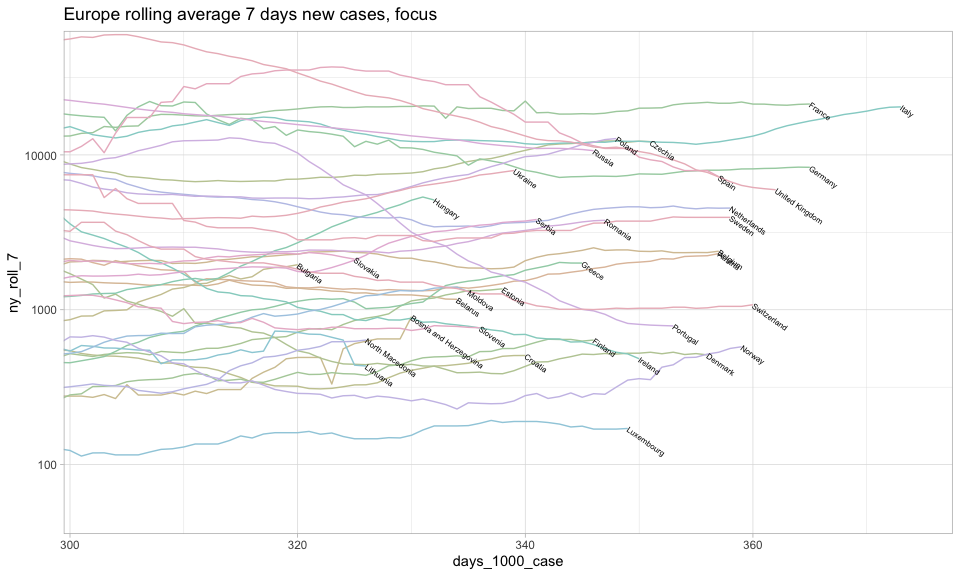 Europe rolling average 7 days new cases, focus
ny_roll_7
10000
1000
100
Italy
France
Poland
Czechia
Russia
Germany
Ukraine
Spain
United Kingdom
Hungary
Netherlands
Serbia
Romania
Sweden
Slovakia
Bulgaria
Greece
Moldova
Estonia
Belarus
Switzerland
Bosnia and Herzegovina
Slovenia
Portugal
North Macedonia
Finland
Norway
Lithuania
Croatia
Ireland
Denmark
Luxembourg
300
320
340
360
days_1000_case